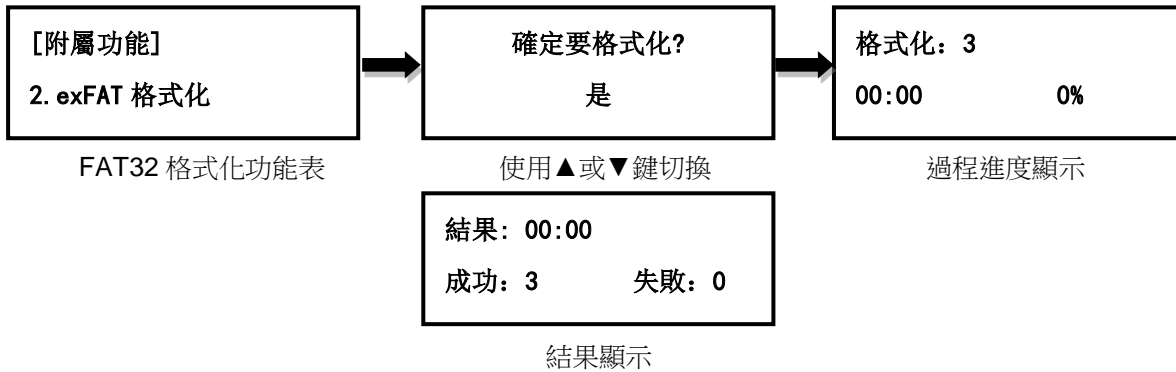 [附屬功能]
2.exFAT 格式化
FAT32 格式化功能表
確定要格式化?
是
使用▲或▼鍵切換
格式化：3
00:00 0%
過程進度顯示
結果: 00:00
成功：3 失敗：0
結果顯示